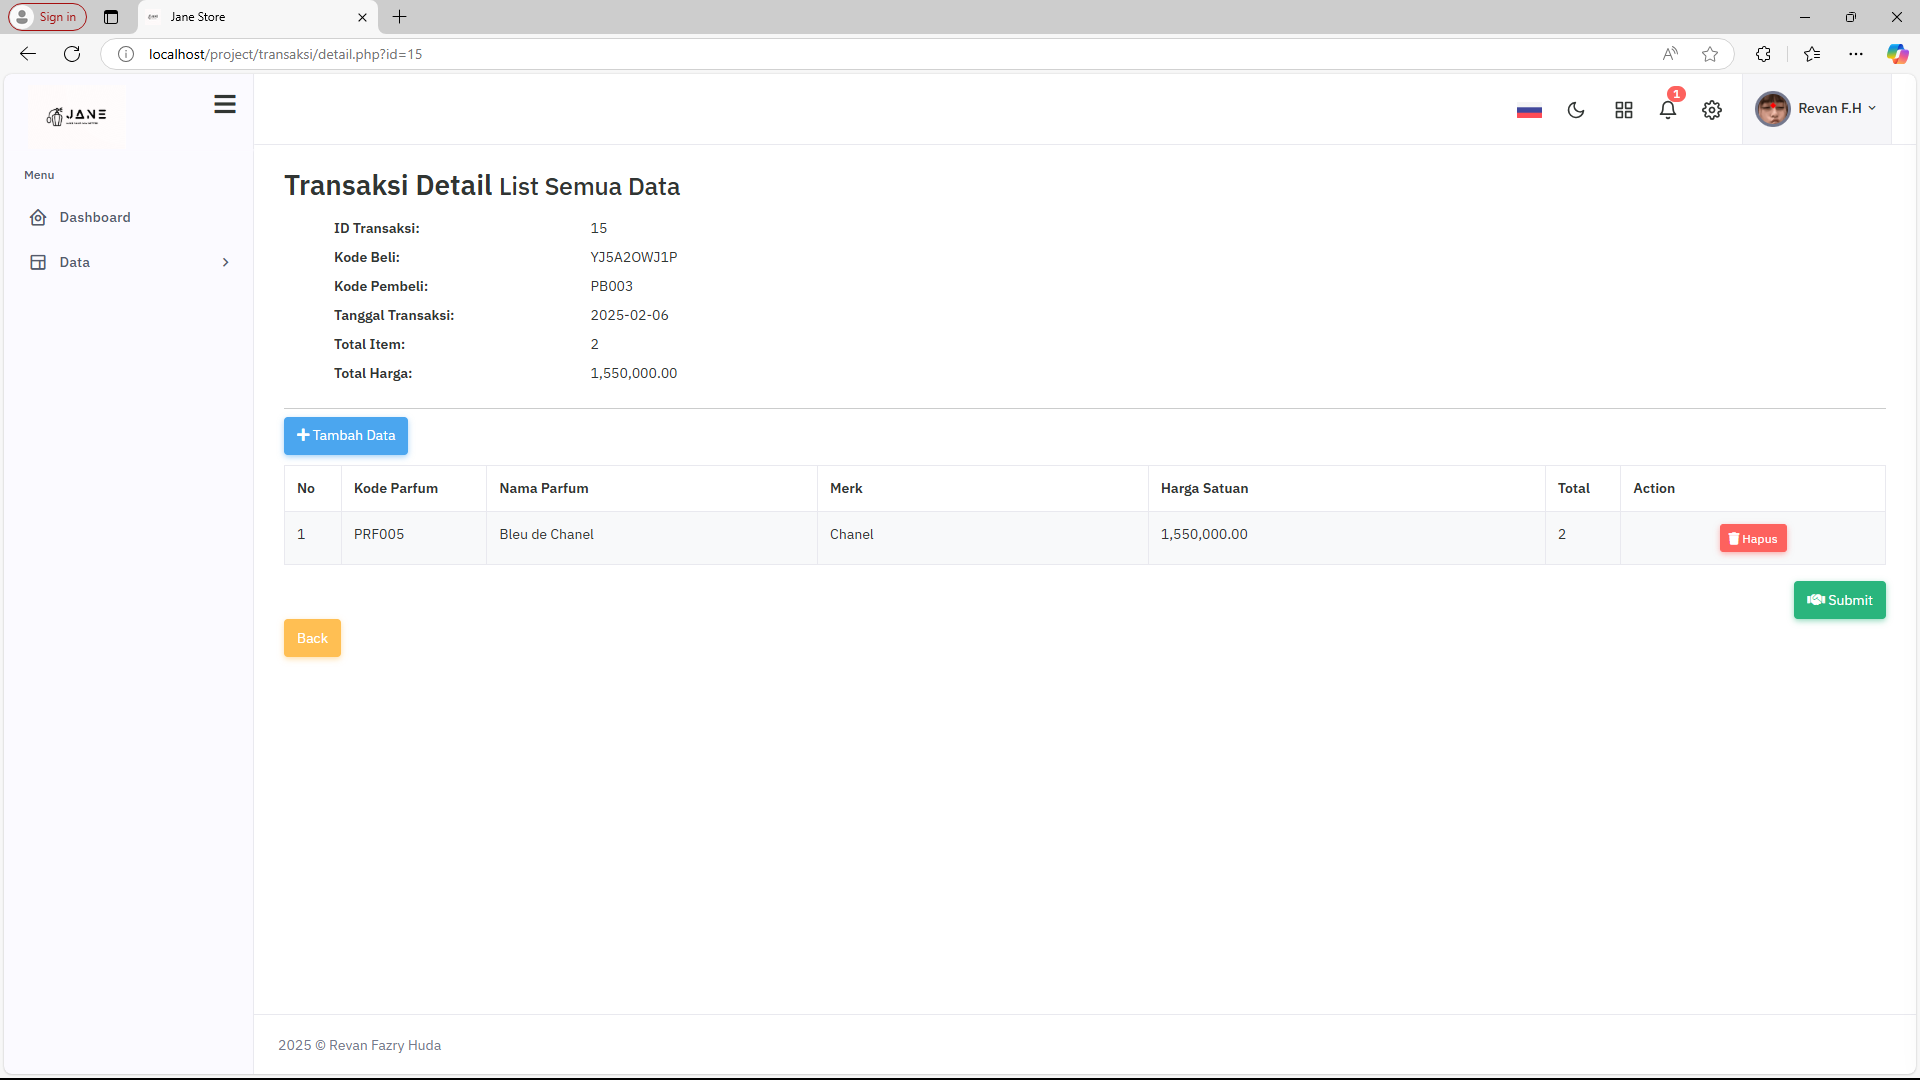 Sign in
Jane Store
localhost/project/transaksi/detail.php?id=15
JANE
1
Revan F.H
Menu
Dashboard
Data
Transaksi Detail List Semua Data
ID Transaksi: 15
Kode Beli: YJ5A2OWJ1P
Kode Pembeli: PB003
Tanggal Transaksi: 2025-02-06
Total Item: 2
Total Harga: 1,550,000.00
Tambah Data
No Kode Parfum Nama Parfum Merk Harga Satuan Total Action
1 PRF005 Bleu de Chanel Chanel 1,550,000.00 2 Hapus
Submit
Back
2025 © Revan Fazry Huda